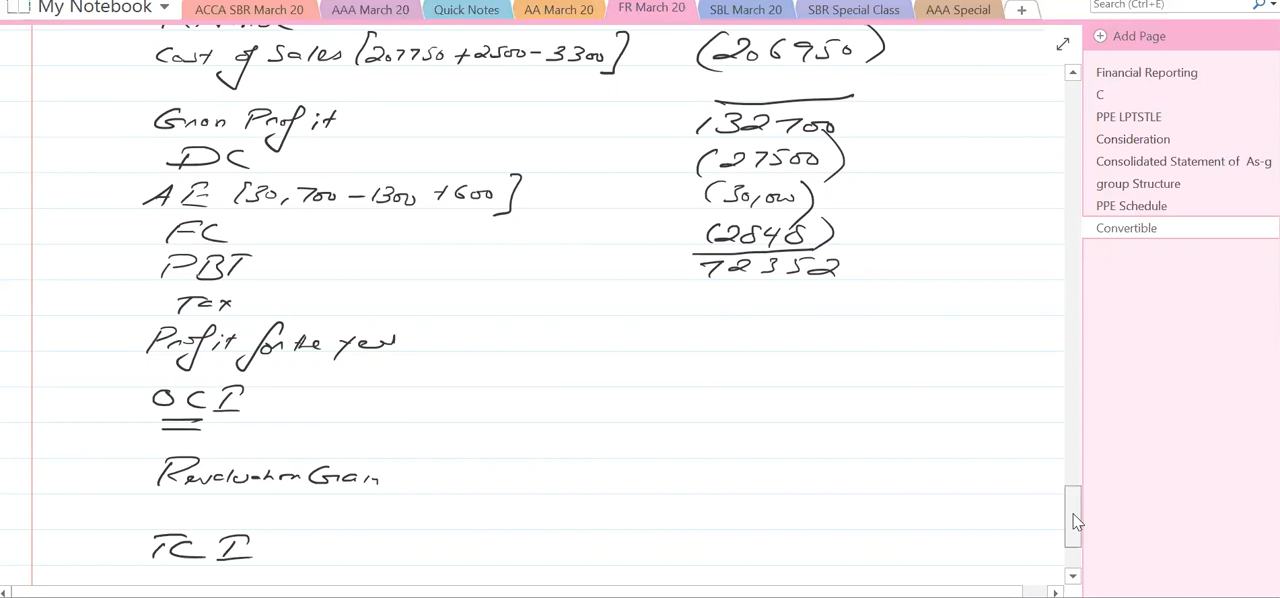 My Notebook
ACCA SBR March 20
AAA March 20
Quick Notes
AA March 20
FR March 20
SBL March 20
SBR Special Class
AAA Special
Search (Ctrl+E)
Cost of Sales [207750 + 2500 - 3300] (206950)
Gross Profit 132700
DC (27500)
AE [30,700 - 1300 + 600] (30,000)
FC (2848)
PBT 72352
Tax
Profit for the year
OCI
Revaluation Gain
TCI
Add Page
Financial Reporting
C
PPE LPTSTLE
Consideration
Consolidated Statement of As-g
group Structure
PPE Schedule
Convertible